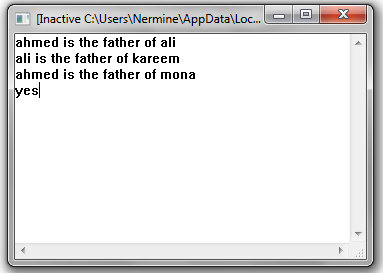 [Inactive C:\Users\Nermine\AppData\Loc...
ahmed is the father of ali
ali is the father of kareem
ahmed is the father of mona
yes